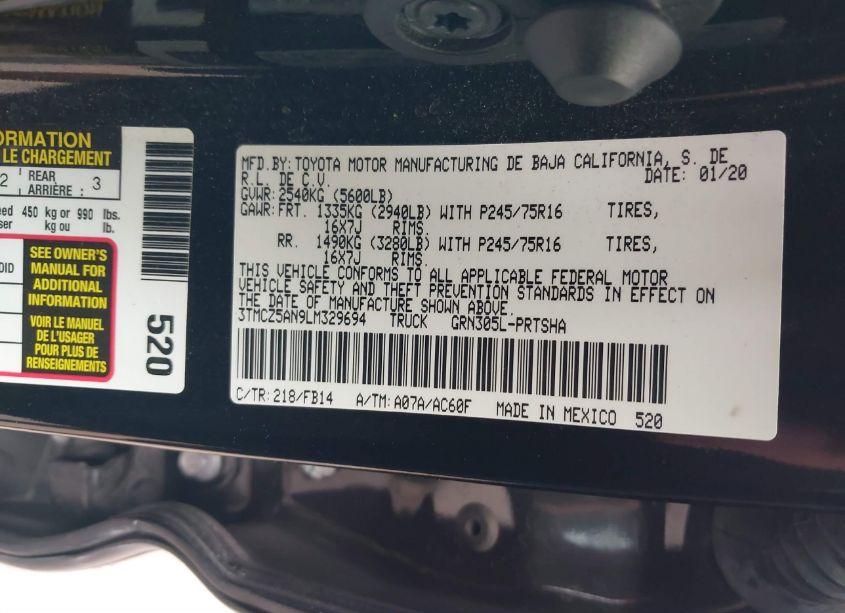 ORMATION
LE CHARGEMENT
2 REAR ARRIÈRE : 3
eed 450 kg or 990 lbs.
ser kg ou lb.
OID
SEE OWNER'S
MANUAL FOR
ADDITIONAL
INFORMATION
VOIR LE MANUEL
DE L'USAGER
POUR PLUS DE
RENSEIGNEMENTS
520
MFD.BY: TOYOTA MOTOR MANUFACTURING DE BAJA CALIFORNIA, S. DE
R.L. DE C.V. DATE: 01/20
GVWR: 2540KG (5600LB)
GAWR: FRT. 1335KG (2940LB) WITH P245/75R16 TIRES,
16X7J RIMS.
RR. 1490KG (3280LB) WITH P245/75R16 TIRES,
16X7J RIMS.
THIS VEHICLE CONFORMS TO ALL APPLICABLE FEDERAL MOTOR
VEHICLE SAFETY AND THEFT PREVENTION STANDARDS IN EFFECT ON
THE DATE OF MANUFACTURE SHOWN ABOVE.
3TMCZ5AN9LM329694 TRUCK GRN305L-PRTSHA
C/TR: 218/FB14 A/TM: A07A/AC60F MADE IN MEXICO 520